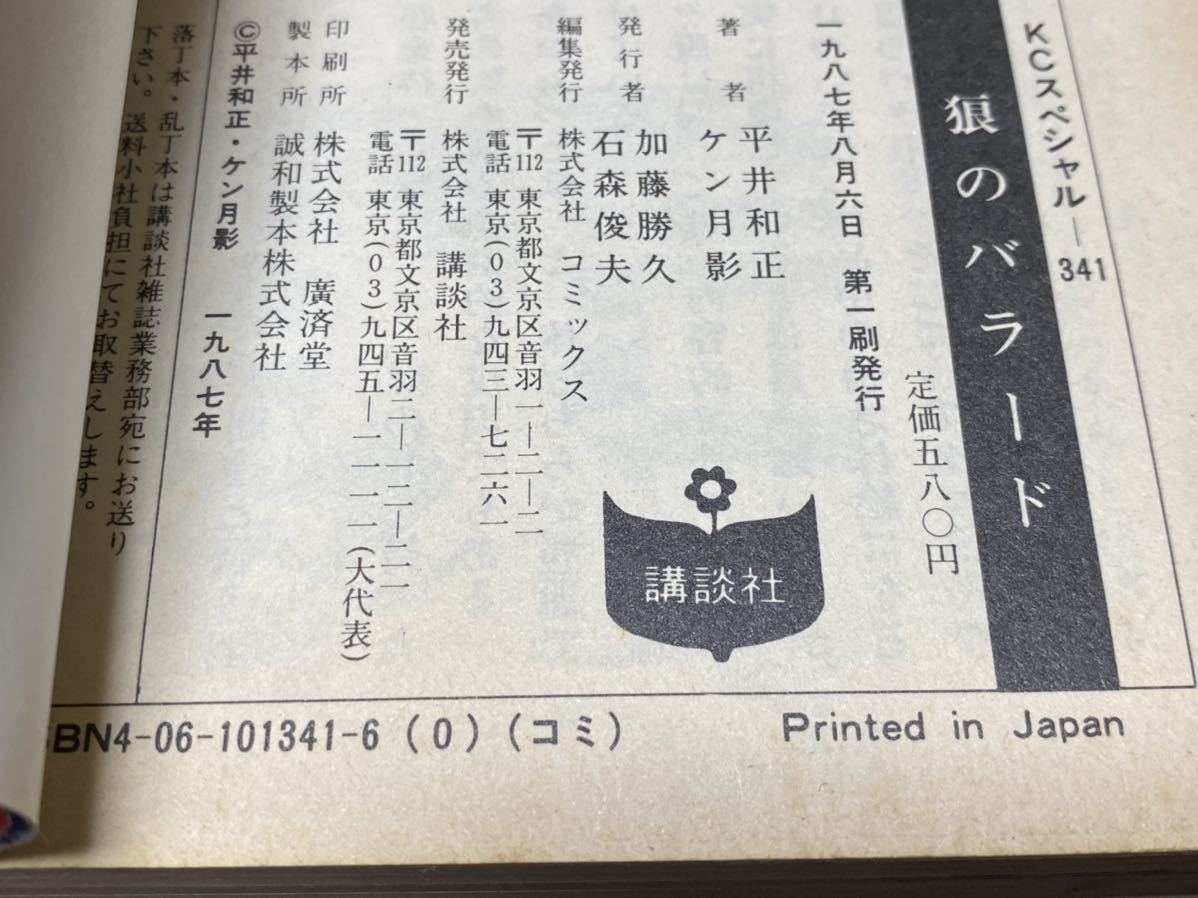 KCスペシャル—341
狼のバラード
定価五八〇円
一九八七年八月六日 第一刷発行
著者 平井和正
ケン月影
発行者 加藤勝久
石森俊夫
編集発行 株式会社 コミックス
〒112 東京都文京区音羽一—二—二
電話 東京(03)九四三—七二六一
発売発行 株式会社 講談社
〒112 東京都文京区音羽二—一二—二一
電話 東京(03)九四五—一一一一(大代表)
印刷所 株式会社 廣済堂
製本所 誠和製本株式会社
©平井和正・ケン月影 一九八七年
落丁本・乱丁本は講談社雑誌業務部宛にお送り
下さい。送料小社負担にてお取替えします。
講談社
BN4-06-101341-6 (0) (コミ)
Printed in Japan